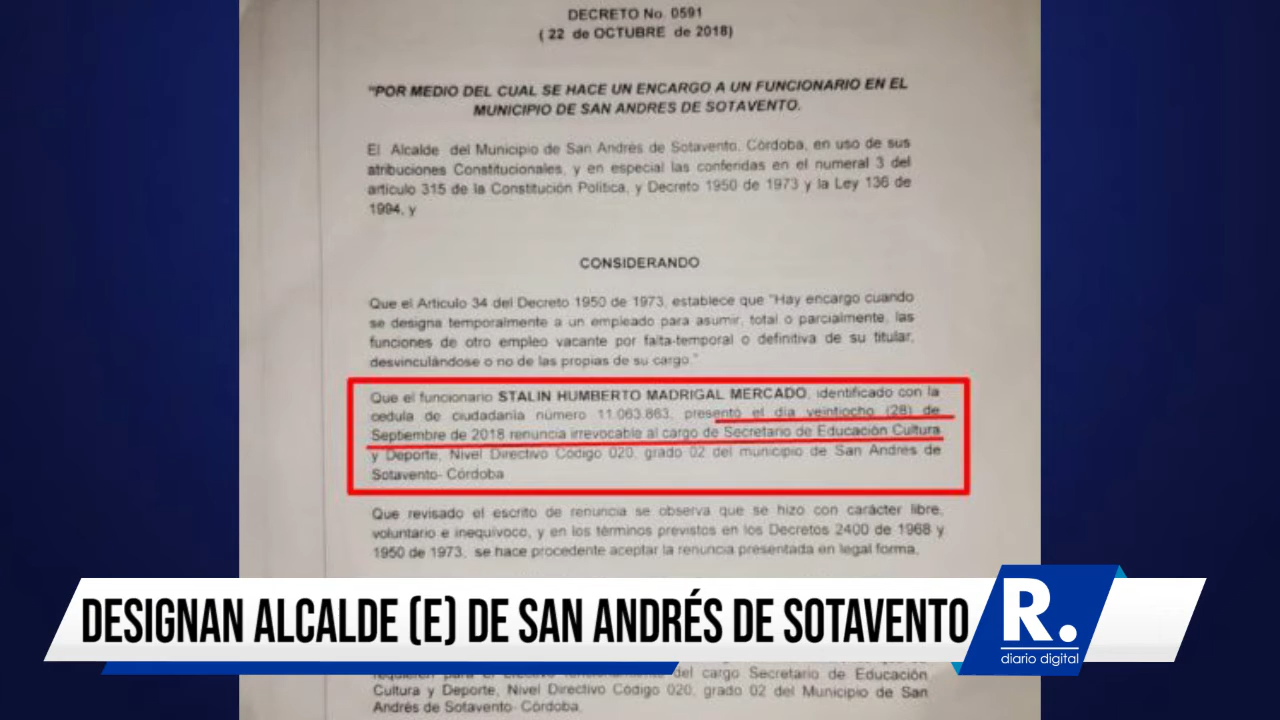 DECRETO No. 0591
( 22 de OCTUBRE de 2018)
"POR MEDIO DEL CUAL SE HACE UN ENCARGO A UN FUNCIONARIO EN EL
MUNICIPIO DE SAN ANDRES DE SOTAVENTO.
El Alcalde del Municipio de San Andrés de Sotavento, Córdoba, en uso de sus
atribuciones Constitucionales, y en especial las conferidas en el numeral 3 del
articulo 315 de la Constitución Política, y Decreto 1950 de 1973 y la Ley 136 de
1994, y
CONSIDERANDO
Que el Articulo 34 del Decreto 1950 de 1973, establece que "Hay encargo cuando
se designa temporalmente a un empleado para asumir, total o parcialmente, las
funciones de otro empleo vacante por falta-temporal o definitiva de su titular,
desvinculándose o no de las propias de su cargo."
Que el funcionario STALIN HUMBERTO MADRIGAL MERCADO, identificado con la
cedula de ciudadanía número 11.063.863, presentó el día veintiocho (28) de
Septiembre de 2018 renuncia irrevocable al cargo de Secretario de Educación Cultura
y Deporte, Nivel Directivo Código 020, grado 02 del municipio de San Andrés de
Sotavento- Córdoba
Que revisado el escrito de renuncia se observa que se hizo con carácter libre,
voluntario e inequívoco, y en los términos previstos en los Decretos 2400 de 1968 y
1950 de 1973, se hace procedente aceptar la renuncia presentada en legal forma,
DESIGNAN ALCALDE (E) DE SAN ANDRÉS DE SOTAVENTO
R.
diario digital
del cargo Secretario de Educación
Cultura y Deporte, Nivel Directivo Código 020, grado 02 del Municipio de San
Andrés de Sotavento- Córdoba.